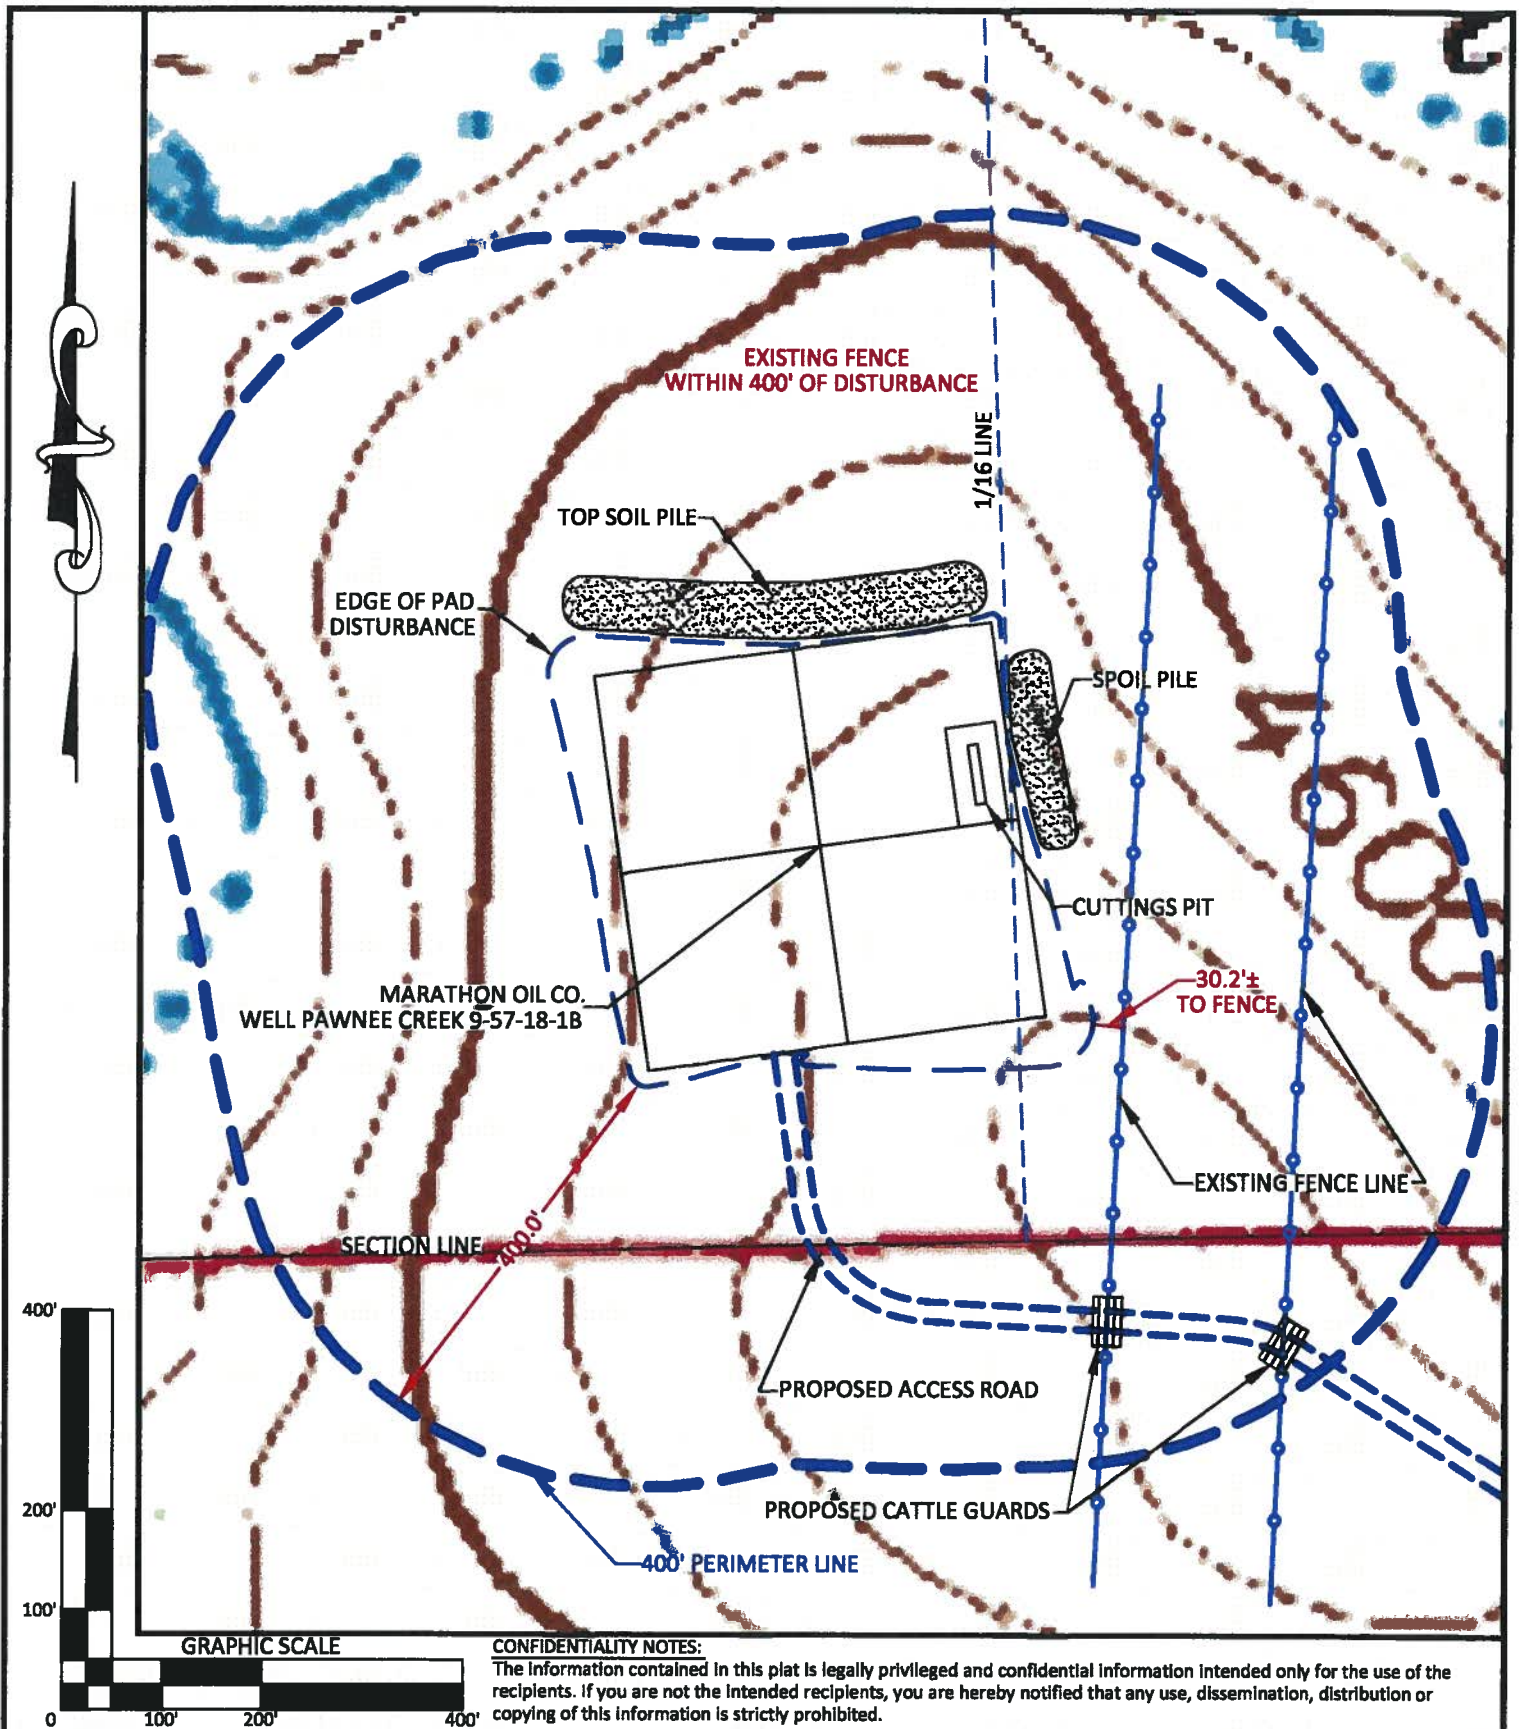 EXISTING FENCE
WITHIN 400' OF DISTURBANCE
1/16 LINE
TOP SOIL PILE
EDGE OF PAD
DISTURBANCE
SPOIL PILE
4600
CUTTINGS PIT
30.2'±
TO FENCE
MARATHON OIL CO.
WELL PAWNEE CREEK 9-57-18-1B
EXISTING FENCE LINE
400.0'
SECTION LINE
PROPOSED ACCESS ROAD
PROPOSED CATTLE GUARDS
400' PERIMETER LINE
400'
200'
100'
GRAPHIC SCALE
0 100' 200' 400'
CONFIDENTIALITY NOTES:
The information contained in this plat is legally privileged and confidential information intended only for the use of the
recipients. If you are not the intended recipients, you are hereby notified that any use, dissemination, distribution or
copying of this information is strictly prohibited.